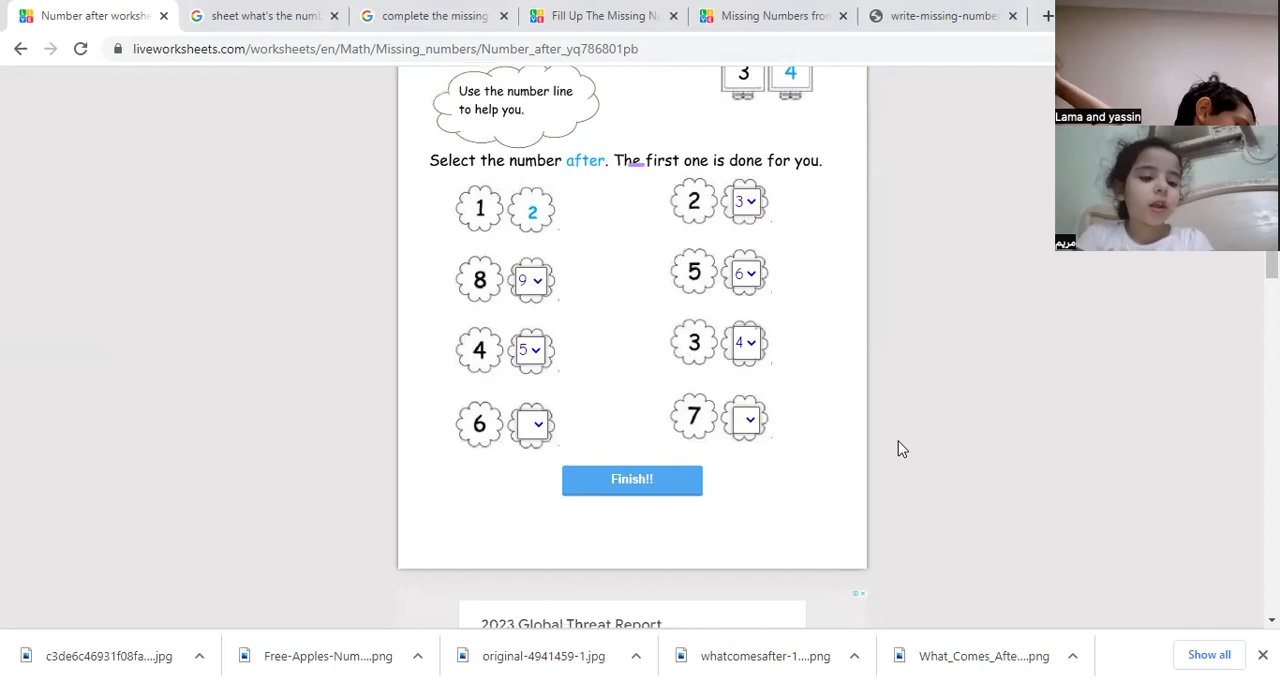 Number after workshe
sheet what's the numb
complete the missing
Fill Up The Missing Nu
Missing Numbers from
write-missing-number
liveworksheets.com/worksheets/en/Math/Missing_numbers/Number_after_yq786801pb
Use the number line
to help you.
3 4
Select the number after. The first one is done for you.
1 2 2 3
8 9 5 6
4 5 3 4
6 7
Finish!!
2023 Global Threat Report
Lama and yassin
مريم
c3de6c46931f08fa....jpg
Free-Apples-Num....png
original-4941459-1.jpg
whatcomesafter-1....png
What_Comes_Afte....png
Show all